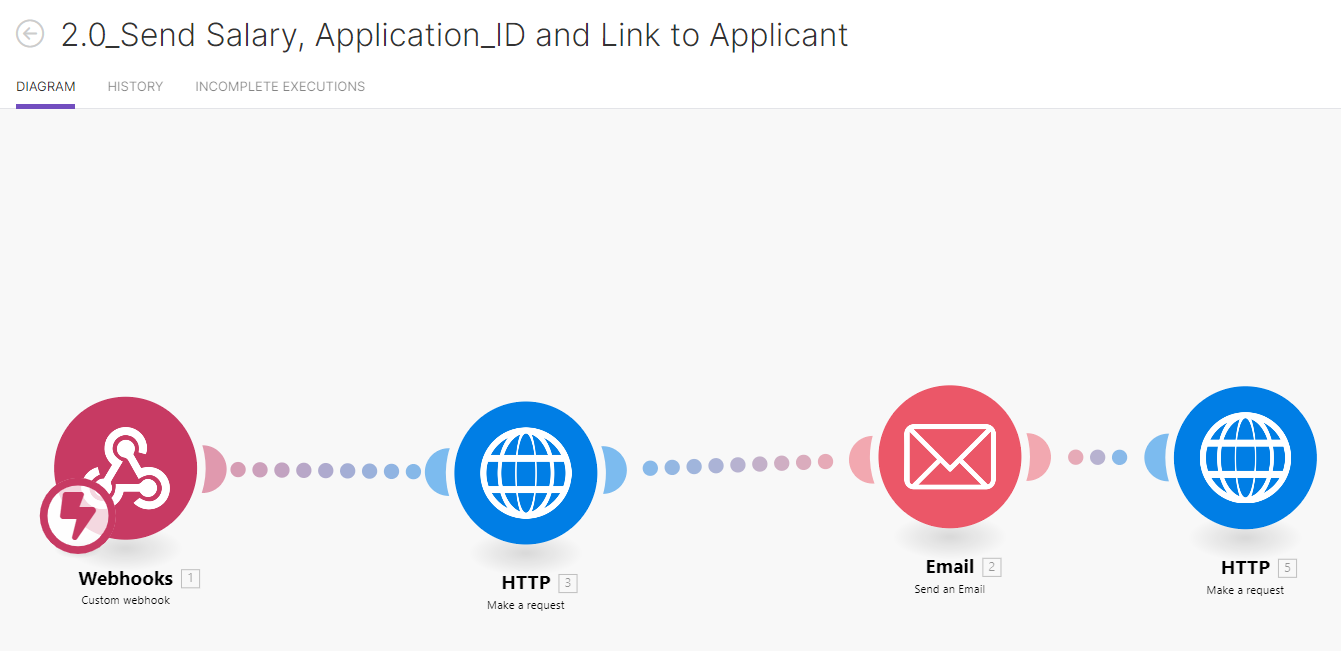 2.0_Send Salary, Application_ID and Link to Applicant
DIAGRAM HISTORY INCOMPLETE EXECUTIONS
Webhooks 1
Custom webhook
HTTP 3
Make a request
Email 2
Send an Email
HTTP 5
Make a request